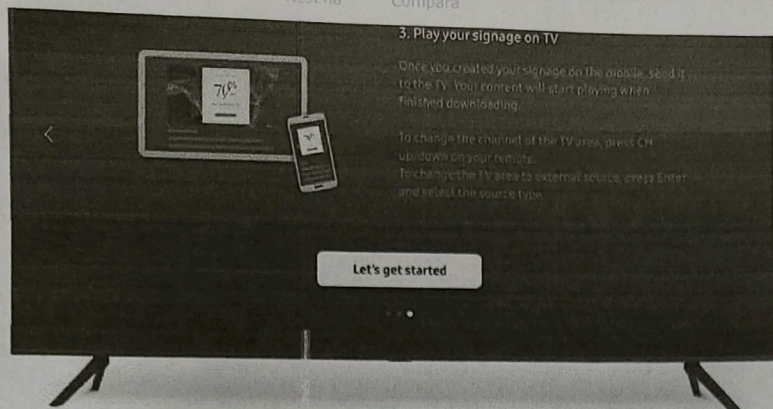 Compara
3. Play your signage on TV
Once you created your signage on the mobile, send it
to the TV. Your content will start playing when
finished downloading.
To change the channel of the TV area, press CH
up/down on your remote.
To change the TV area to external source, press Enter
and select the source type.
70%
Let's get started